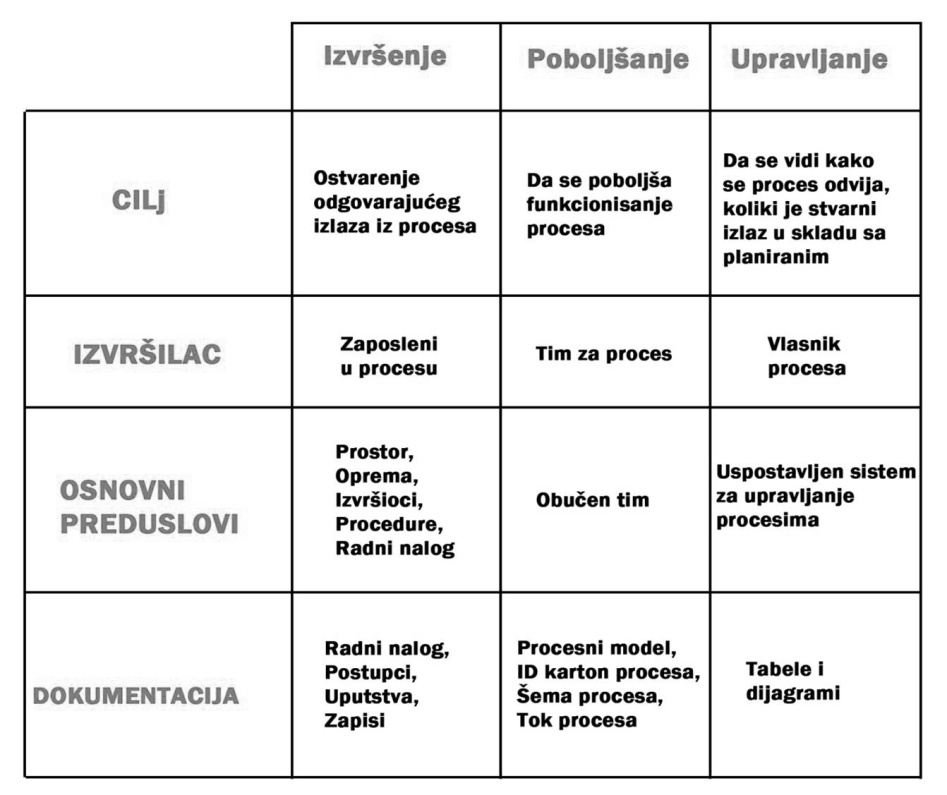 Izvršenje
Poboljšanje
Upravljanje
CILj
Ostvarenje
odgovarajućeg
izlaza iz procesa
Da se poboljša
funkcionisanje
procesa
Da se vidi kako
se proces odvija,
koliki je stvarni
izlaz u skladu sa
planiranim
IZVRŠILAC
Zaposleni
u procesu
Tim za proces
Vlasnik
procesa
OSNOVNI
PREDUSLOVI
Prostor,
Oprema,
Izvršioci,
Procedure,
Radni nalog
Obučen tim
Uspostavljen sistem
za upravljanje
procesima
DOKUMENTACIJA
Radni nalog,
Postupci,
Uputstva,
Zapisi
Procesni model,
ID karton procesa,
Šema procesa,
Tok procesa
Tabele i
dijagrami